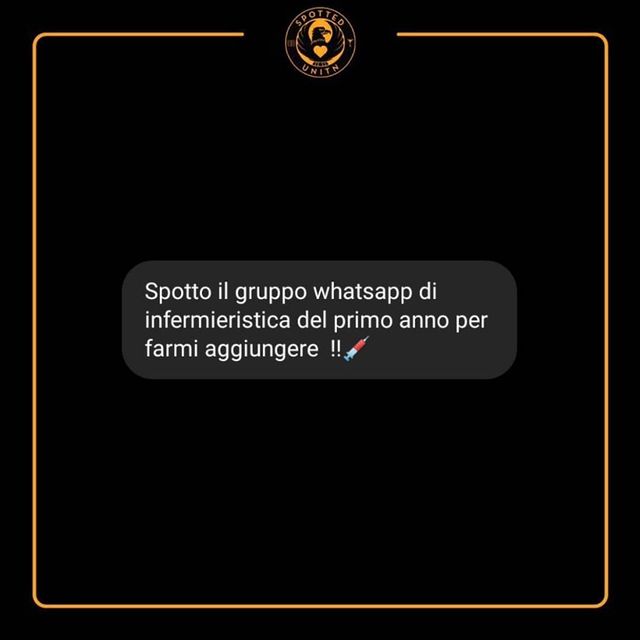 SPOTTED
UNITN
Spotto il gruppo whatsapp di
infermieristica del primo anno per
farmi aggiungere !!💉